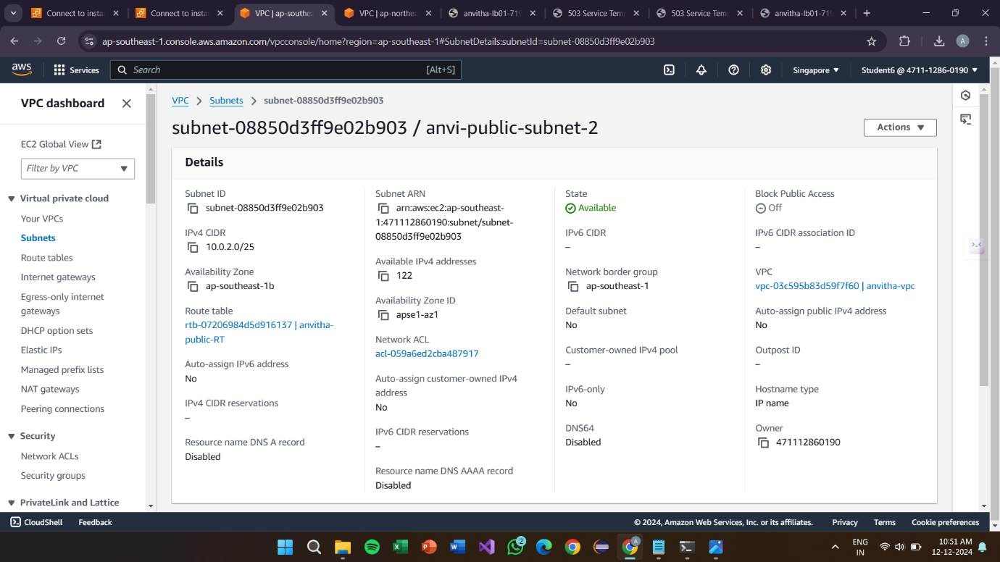 Connect to insta
Connect to insta
VPC | ap-southea
VPC | ap-northea
anvitha-lb01-719
503 Service Tem
503 Service Tem
anvitha-lb01-719
ap-southeast-1.console.aws.amazon.com/vpcconsole/home?region=ap-southeast-1#SubnetDetails:subnetId=subnet-08850d3ff9e02b903
A
aws
Services
Search
[Alt+S]
Singapore
Student6 @ 4711-1286-0190
VPC dashboard
EC2 Global View
Filter by VPC
Virtual private cloud
Your VPCs
Subnets
Route tables
Internet gateways
Egress-only internet
gateways
DHCP option sets
Elastic IPs
Managed prefix lists
NAT gateways
Peering connections
Security
Network ACLs
Security groups
PrivateLink and Lattice
VPC
Subnets
subnet-08850d3ff9e02b903
subnet-08850d3ff9e02b903 / anvi-public-subnet-2
Actions
Details
Subnet ID
subnet-08850d3ff9e02b903
IPv4 CIDR
10.0.2.0/25
Availability Zone
ap-southeast-1b
Route table
rtb-07206984d5d916137 | anvitha-
public-RT
Auto-assign IPv6 address
No
IPv4 CIDR reservations
–
Resource name DNS A record
Disabled
Subnet ARN
arn:aws:ec2:ap-southeast-
1:471112860190:subnet/subnet-
08850d3ff9e02b903
Available IPv4 addresses
122
Availability Zone ID
apse1-az1
Network ACL
acl-059a6ed2cba487917
Auto-assign customer-owned IPv4
address
No
IPv6 CIDR reservations
–
Resource name DNS AAAA record
Disabled
State
Available
IPv6 CIDR
–
Network border group
ap-southeast-1
Default subnet
No
Customer-owned IPv4 pool
–
IPv6-only
No
DNS64
Disabled
Block Public Access
Off
IPv6 CIDR association ID
–
VPC
vpc-03c595b83d59f7f60 | anvitha-vpc
Auto-assign public IPv4 address
No
Outpost ID
–
Hostname type
IP name
Owner
471112860190
CloudShell
Feedback
© 2024, Amazon Web Services, Inc. or its affiliates.
Privacy
Terms
Cookie preferences
2
A
ENG
IN
10:51 AM
12-12-2024